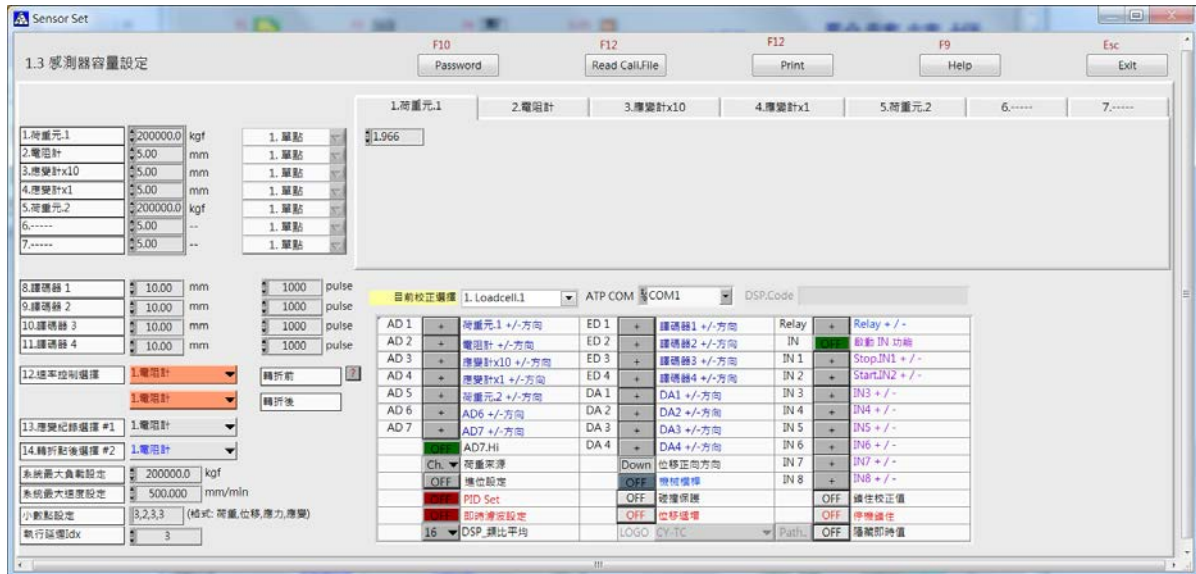 Sensor Set
F10 F12 F12 F9 Esc
1.3 感測器容量設定 Password Read Call.File Print Help Exit
1.荷重元.1 2.電阻計 3.應變計x10 4.應變計x1 5.荷重元.2 6.----- 7.-----
1.荷重元.1 200000.0 kgf 1. 單點 1.966
2.電阻計 5.00 mm 1. 單點
3.應變計x10 5.00 mm 1. 單點
4.應變計x1 5.00 mm 1. 單點
5.荷重元.2 200000.0 kgf 1. 單點
6.----- 5.00 -- 1. 單點
7.----- 5.00 -- 1. 單點
8.譯碼器 1 10.00 mm 1000 pulse
9.譯碼器 2 10.00 mm 1000 pulse
10.譯碼器 3 10.00 mm 1000 pulse
11.譯碼器 4 10.00 mm 1000 pulse
12.速率控制選擇 1.電阻計 轉折前 ?
1.電阻計 轉折後
13.應變紀錄選擇 #1 1.電阻計
14.轉折點後選擇 #2 1.電阻計
系統最大負載設定 200000.0 kgf
系統最大速度設定 500.000 mm/min
小數點設定 3,2,3,3 (格式: 荷重,位移,應力,應變)
執行延遲Idx 3
目前校正選擇 1. Loadcell.1 ATP COM COM1 DSP.Code
AD 1 + 荷重元.1 +/-方向 ED 1 + 譯碼器1 +/-方向 Relay + Relay + / -
AD 2 + 電阻計 +/-方向 ED 2 + 譯碼器2 +/-方向 IN OFF 啟動 IN 功能
AD 3 + 應變計x10 +/-方向 ED 3 + 譯碼器3 +/-方向 IN 1 + Stop.IN1 + / -
AD 4 + 應變計x1 +/-方向 ED 4 + 譯碼器4 +/-方向 IN 2 + Start.IN2 + / -
AD 5 + 荷重元.2 +/-方向 DA 1 + DA1 +/-方向 IN 3 + IN3 + / -
AD 6 + AD6 +/-方向 DA 2 + DA2 +/-方向 IN 4 + IN4 + / -
AD 7 + AD7 +/-方向 DA 3 + DA3 +/-方向 IN 5 + IN5 + / -
OFF AD7.Hi DA 4 + DA4 +/-方向 IN 6 + IN6 + / -
Ch. 荷重來源 Down 位移正向方向 IN 7 + IN7 + / -
OFF 進位設定 OFF 機械橫桿 IN 8 + IN8 + / -
OFF PID Set OFF 碰撞保護 OFF 鎖住校正值
OFF 即時濾波設定 OFF 位移遞增 OFF 停機鎖住
16 DSP_類比平均 LOGO CY-TC Path.. OFF 隱藏即時值